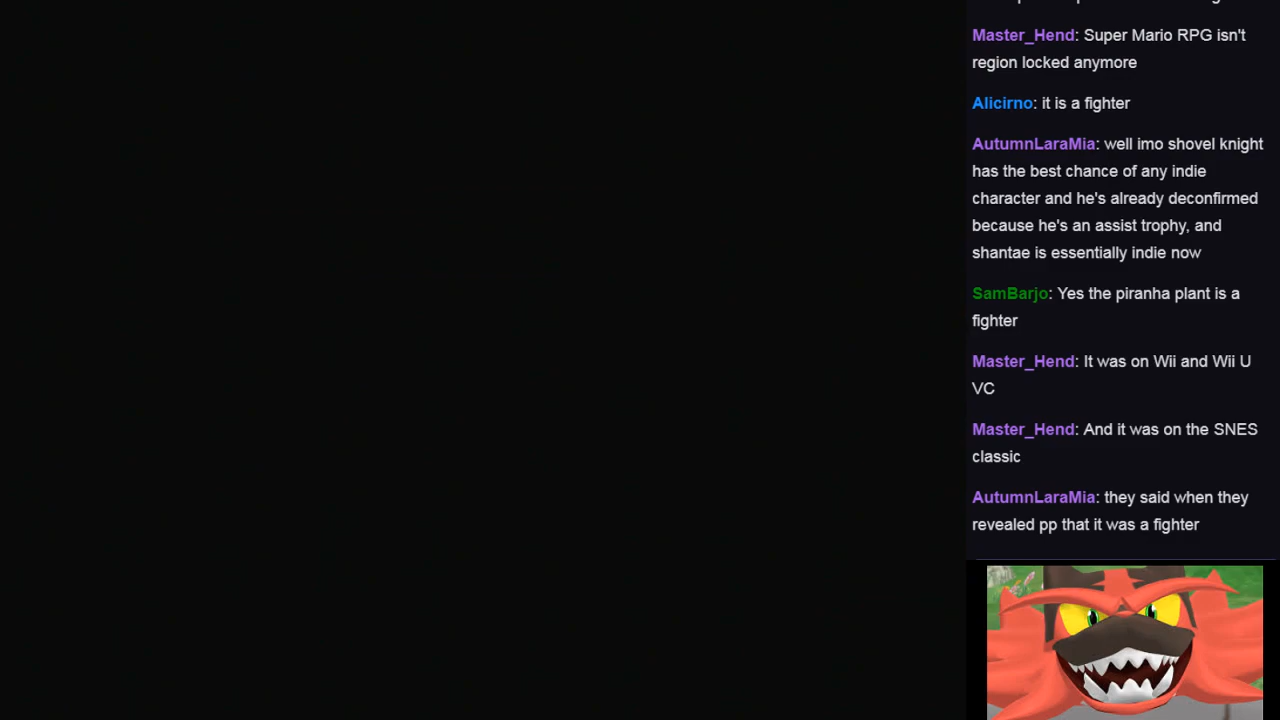 Master_Hend: Super Mario RPG isn't
region locked anymore
Alicirno: it is a fighter
AutumnLaraMia: well imo shovel knight
has the best chance of any indie
character and he's already deconfirmed
because he's an assist trophy, and
shantae is essentially indie now
SamBarjo: Yes the piranha plant is a
fighter
Master_Hend: It was on Wii and Wii U
VC
Master_Hend: And it was on the SNES
classic
AutumnLaraMia: they said when they
revealed pp that it was a fighter